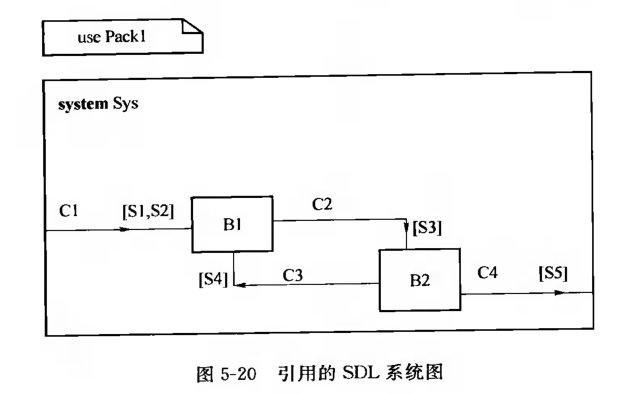 use Pack1
system Sys
C1 [S1,S2] B1 C2
[S3]
[S4] C3 B2 C4 [S5]
图 5-20 引用的 SDL 系统图